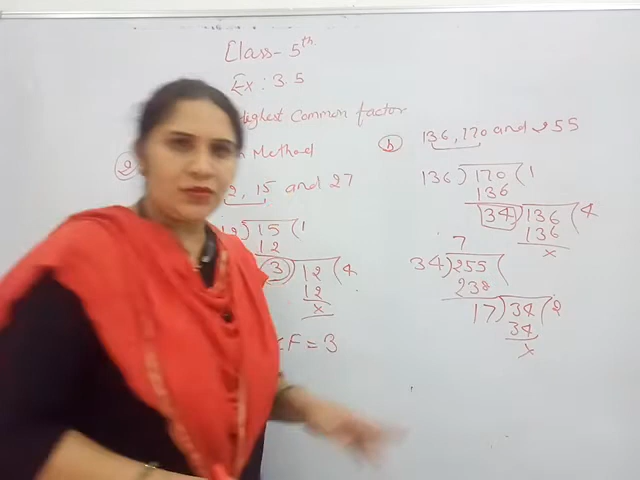 Class- 5th
Ex: 3.5
Highest Common factor
Method
2, 15 and 27
12 ) 15 ( 1
12
3 ) 12 ( 4
12
x
F = 3
(h) 136, 170 and 255
136 ) 170 ( 1
136
34 ) 136 ( 4
136
x
7
34 ) 255 (
238
17 ) 34 ( 2
34
x